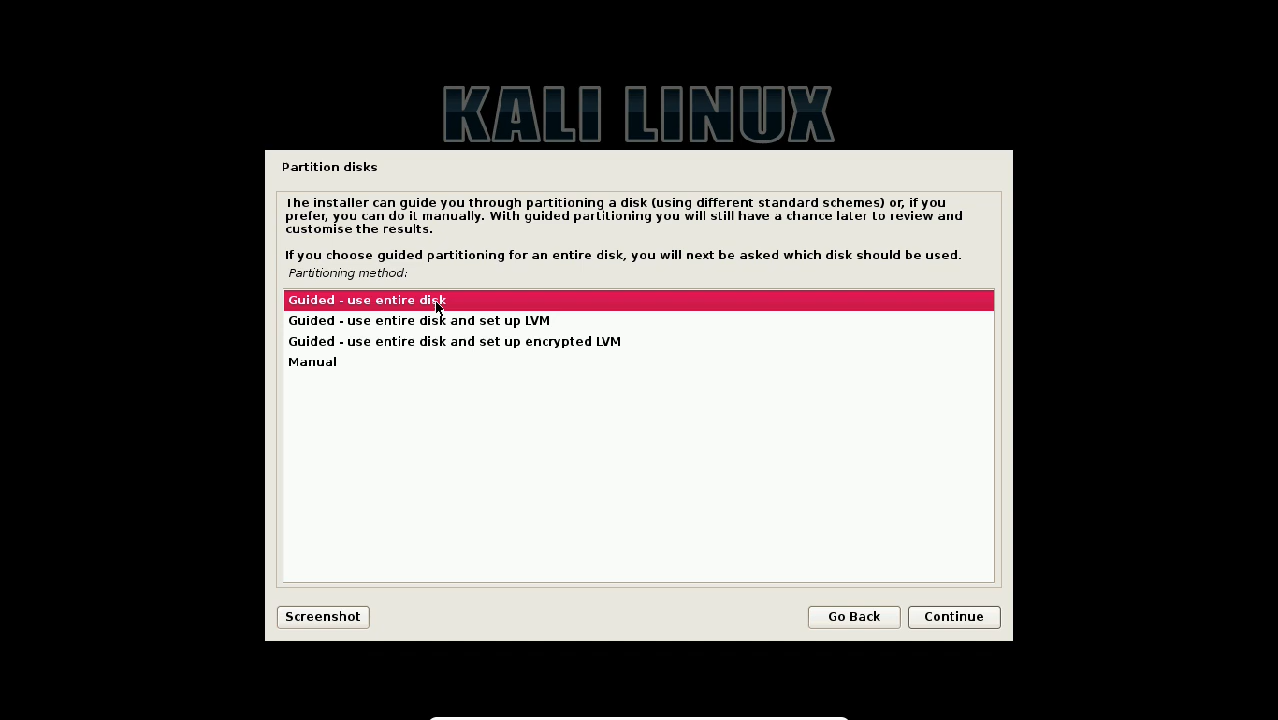 KALI LINUX
Partition disks
The installer can guide you through partitioning a disk (using different standard schemes) or, if you
prefer, you can do it manually. With guided partitioning you will still have a chance later to review and
customise the results.
If you choose guided partitioning for an entire disk, you will next be asked which disk should be used.
Partitioning method:
Guided - use entire disk
Guided - use entire disk and set up LVM
Guided - use entire disk and set up encrypted LVM
Manual
Screenshot
Go Back
Continue